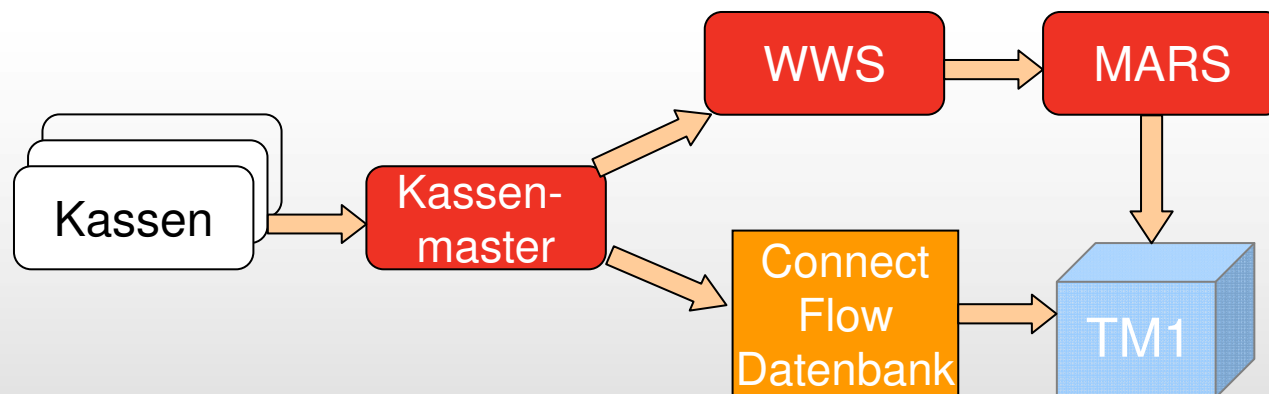 Kassen
Kassen-
master
WWS
MARS
Connect
Flow
Datenbank
TM1